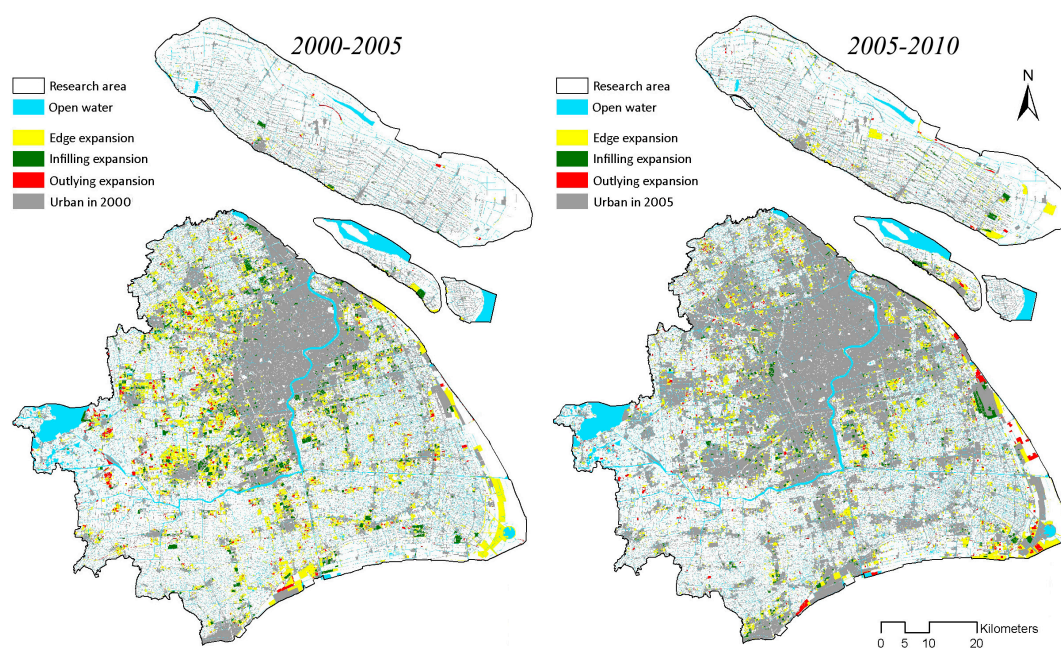 2000-2005
Research area
Open water
Edge expansion
Infilling expansion
Outlying expansion
Urban in 2000
2005-2010
N
Research area
Open water
Edge expansion
Infilling expansion
Outlying expansion
Urban in 2005
Kilometers
0 5 10 20